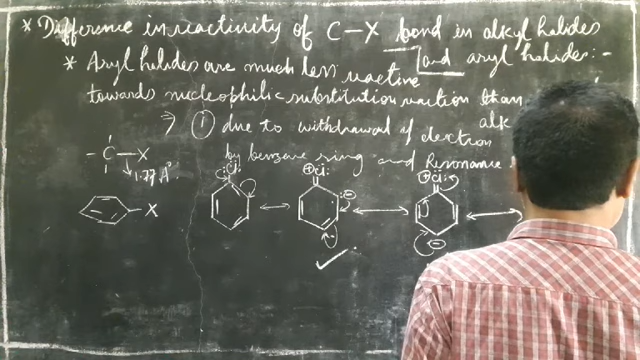 * Difference in reactivity of C-X bond in alkyl halides
and aryl halides:-
* Aryl halides are much less reactive
towards nucleophilic substitution reaction than
alk
⇒ (i) due to withdrawal of electron
by benzene ring and Resonance
- C - X
1.77 A°
X
Cl
⊕ Cl
⊖
⊕ Cl
⊖